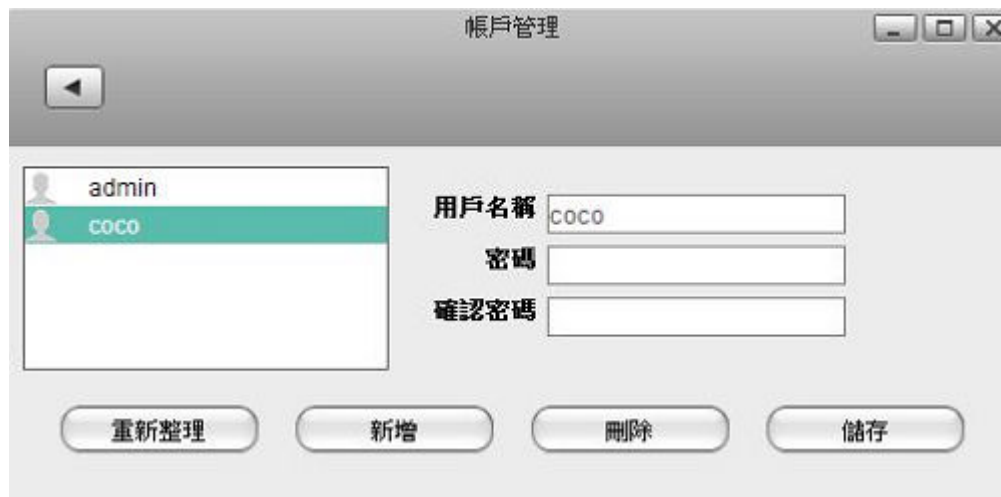 帳戶管理
admin
coco
用戶名稱 coco
密碼
確認密碼
重新整理 新增 刪除 儲存